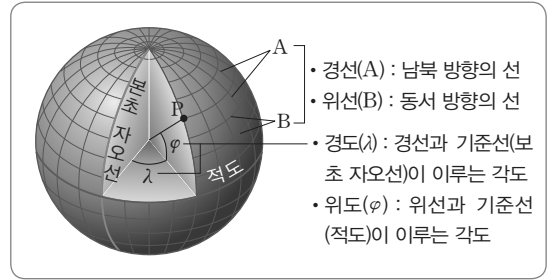 A
B
P
φ
λ
본초 자오선
적도
• 경선(A) : 남북 방향의 선
• 위선(B) : 동서 방향의 선
• 경도(λ) : 경선과 기준선(보
초 자오선)이 이루는 각도
• 위도(φ) : 위선과 기준선
(적도)이 이루는 각도